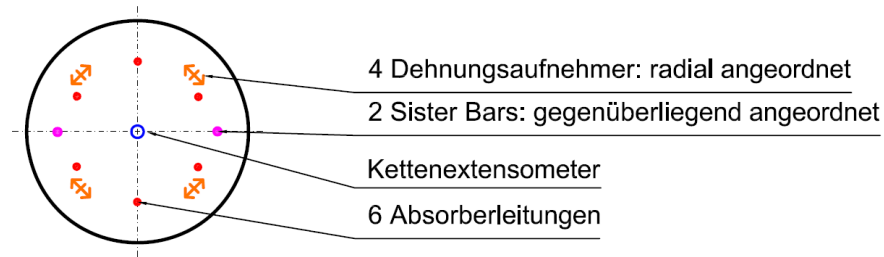 4 Dehnungsaufnehmer: radial angeordnet
2 Sister Bars: gegenüberliegend angeordnet
Kettenextensometer
6 Absorberleitungen